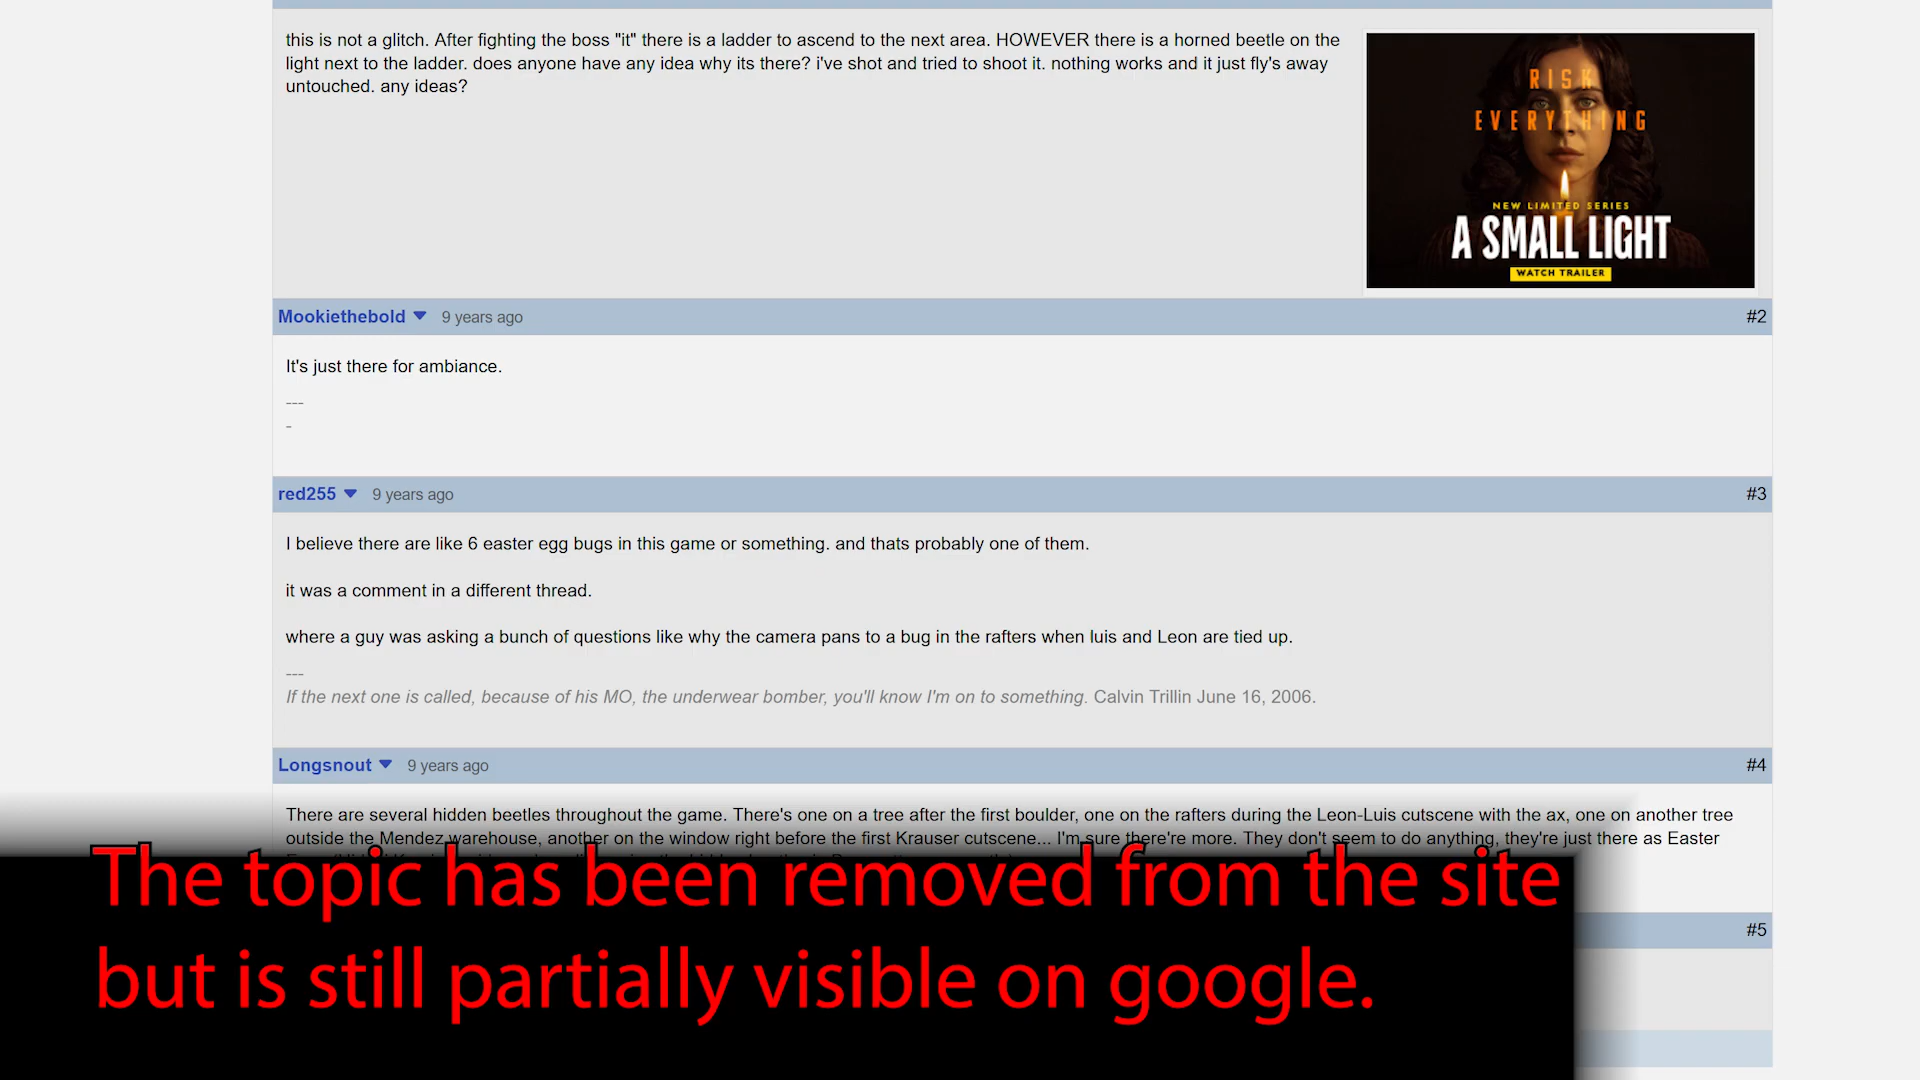 this is not a glitch. After fighting the boss "it" there is a ladder to ascend to the next area. HOWEVER there is a horned beetle on the
light next to the ladder. does anyone have any idea why its there? i've shot and tried to shoot it. nothing works and it just fly's away
untouched. any ideas?
RISK
EVERYTHING
NEW LIMITED SERIES
A SMALL LIGHT
WATCH TRAILER
Mookiethebold 9 years ago #2
It's just there for ambiance.
---
-
red255 9 years ago #3
I believe there are like 6 easter egg bugs in this game or something. and thats probably one of them.
it was a comment in a different thread.
where a guy was asking a bunch of questions like why the camera pans to a bug in the rafters when luis and Leon are tied up.
---
If the next one is called, because of his MO, the underwear bomber, you'll know I'm on to something. Calvin Trillin June 16, 2006.
Longsnout 9 years ago #4
There are several hidden beetles throughout the game. There's one on a tree after the first boulder, one on the rafters during the Leon-Luis cutscene with the ax, one on another tree
outside the Mendez warehouse, another on the window right before the first Krauser cutscene... I'm sure there're more. They don't seem to do anything, they're just there as Easter
#5
The topic has been removed from the site
but is still partially visible on google.